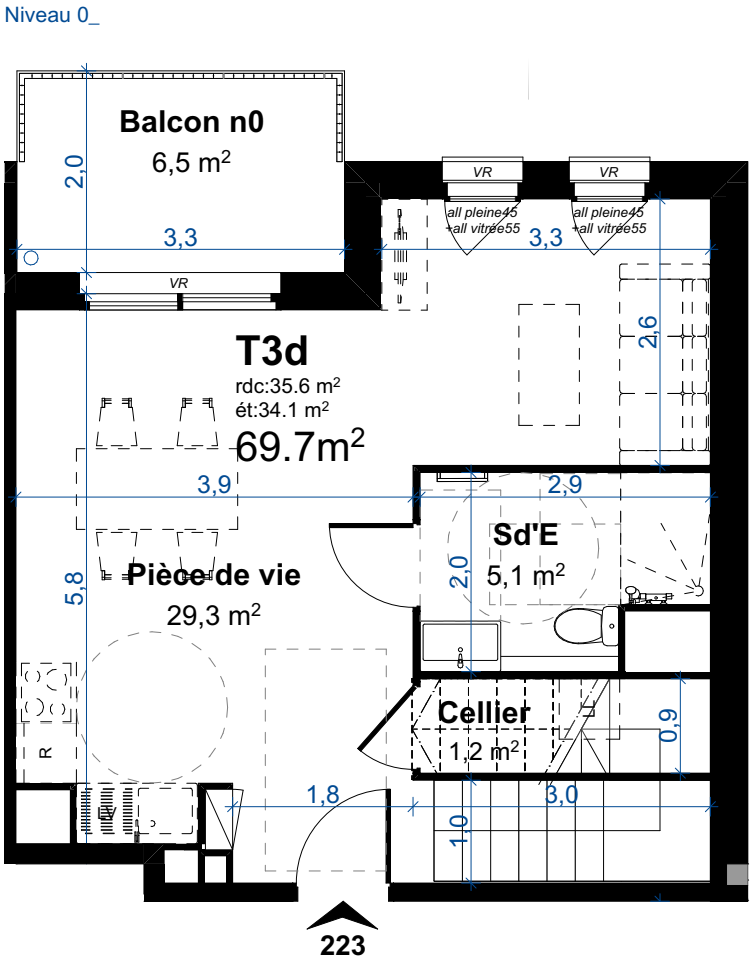 Niveau 0_
Balcon n0
6,5 m²
2,0
3,3
VR
VR
VR
all pleine45
+all vitrée55
all pleine45
+all vitrée55
3,3
2,6
T3d
rdc:35.6 m²
ét:34.1 m²
69.7m²
3,9
2,9
Sd'E
5,1 m²
2,0
5,8
Pièce de vie
29,3 m²
Cellier
1,2 m²
LL
0,9
R
LV
1,8
3,0
1,0
223